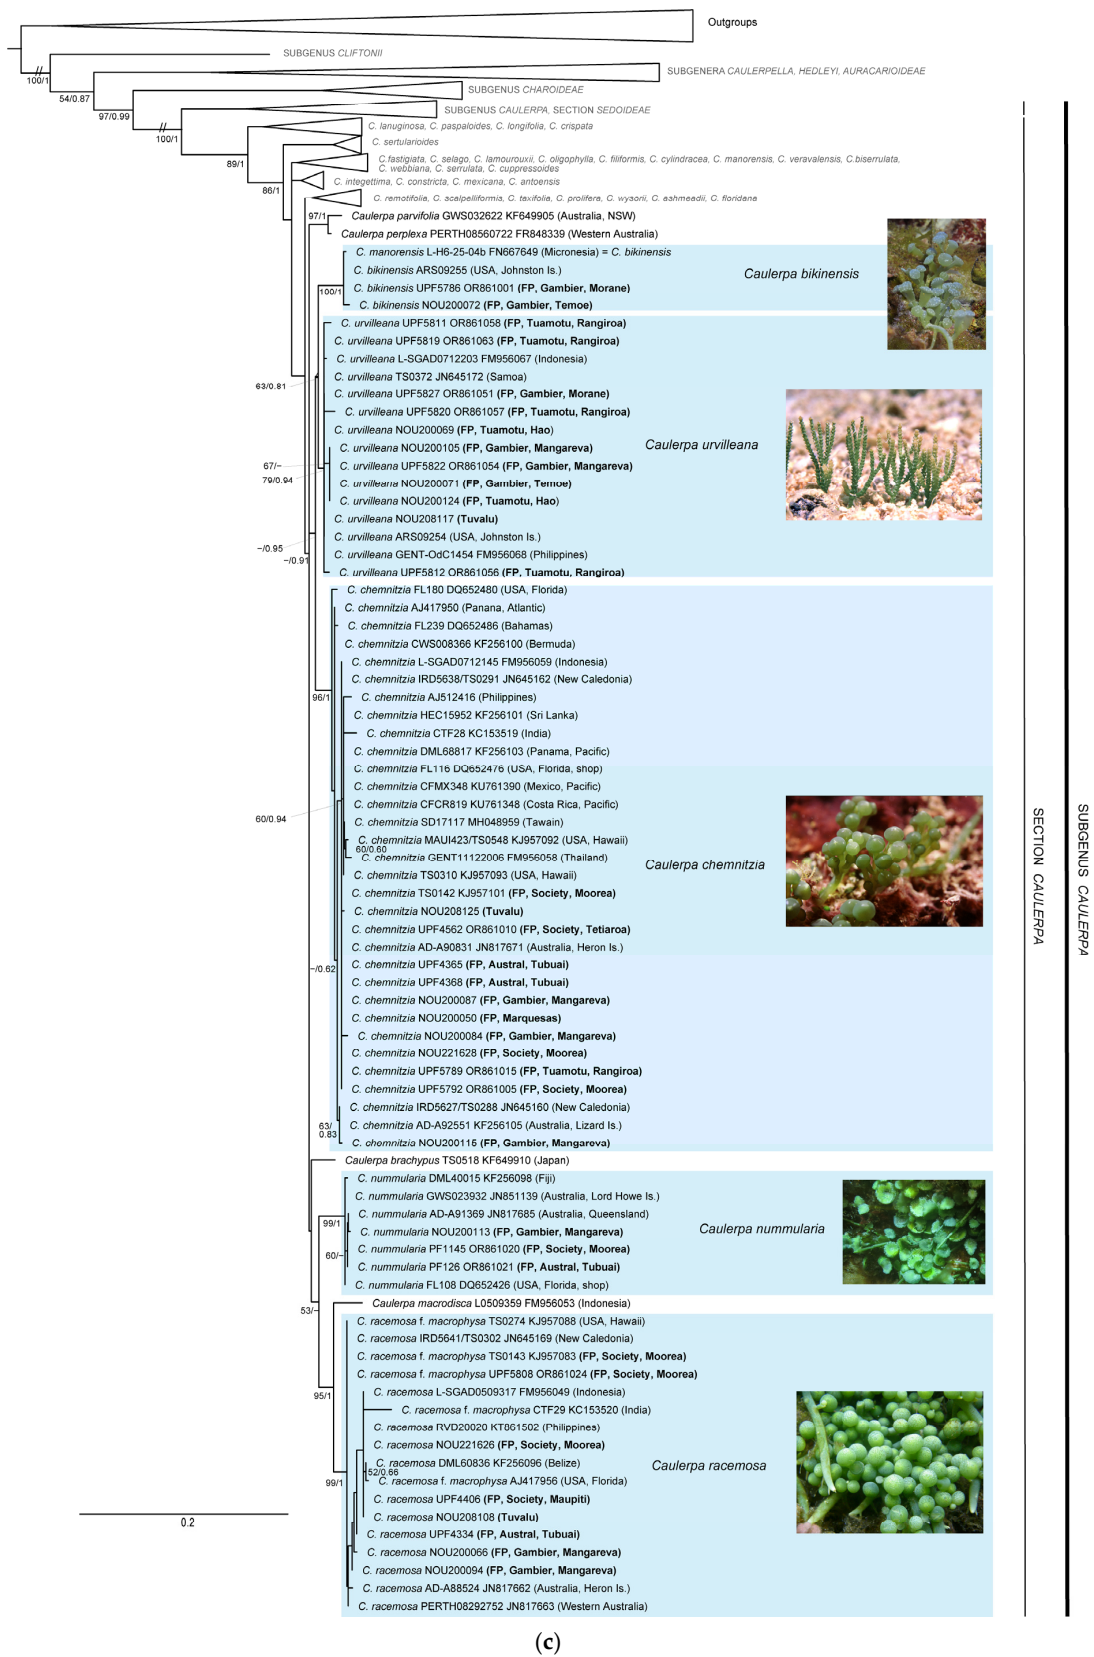 Outgroups
SUBGENUS CLIFTONII
100/1
SUBGENERA CAULERPELLA, HEDLEYI, AURACARIOIDEAE
54/0.87
SUBGENUS CHAROIDEAE
97/0.99
SUBGENUS CAULERPA, SECTION SEDOIDEAE
100/1
C. lanuginosa, C. paspaloides, C. longifolia, C. crispata
C. sertularioides
89/1
C.fastigiata, C. selago, C. lamourouxii, C. oligophylla, C. filiformis, C. cylindracea, C. manorensis, C. veravalensis, C.biserrulata,
C. webbiana, C. serrulata, C. cuppressoides
86/1
C. integettima, C. constricta, C. mexicana, C. antoensis
C. remotifolia, C. scalpelliformis, C. taxifolia, C. prolifera, C. wysorii, C. ashmeadii, C. floridana
97/1
Caulerpa parvifolia GWS032622 KF649905 (Australia, NSW)
Caulerpa perplexa PERTH08560722 FR848339 (Western Australia)
C. manorensis L-H6-25-04b FN667649 (Micronesia) = C. bikinensis
C. bikinensis ARS09255 (USA, Johnston Is.)
Caulerpa bikinensis
100/1
C. bikinensis UPF5786 OR861001 (FP, Gambier, Morane)
C. bikinensis NOU200072 (FP, Gambier, Temoe)
C. urvilleana UPF5811 OR861058 (FP, Tuamotu, Rangiroa)
C. urvilleana UPF5819 OR861063 (FP, Tuamotu, Rangiroa)
C. urvilleana L-SGAD0712203 FM956067 (Indonesia)
C. urvilleana TS0372 JN645172 (Samoa)
63/0.81
C. urvilleana UPF5827 OR861051 (FP, Gambier, Morane)
C. urvilleana UPF5820 OR861057 (FP, Tuamotu, Rangiroa)
C. urvilleana NOU200069 (FP, Tuamotu, Hao)
C. urvilleana NOU200105 (FP, Gambier, Mangareva)
Caulerpa urvilleana
67/–
C. urvilleana UPF5822 OR861054 (FP, Gambier, Mangareva)
79/0.94
C. urvilleana NOU200071 (FP, Gambier, Temoe)
C. urvilleana NOU200124 (FP, Tuamotu, Hao)
C. urvilleana NOU208117 (Tuvalu)
C. urvilleana ARS09254 (USA, Johnston Is.)
–/0.95
C. urvilleana GENT-OdC1454 FM956068 (Philippines)
–/0.91
C. urvilleana UPF5812 OR861056 (FP, Tuamotu, Rangiroa)
C. chemnitzia FL180 DQ652480 (USA, Florida)
C. chemnitzia AJ417950 (Panana, Atlantic)
C. chemnitzia FL239 DQ652486 (Bahamas)
C. chemnitzia CWS008366 KF256100 (Bermuda)
C. chemnitzia L-SGAD0712145 FM956059 (Indonesia)
C. chemnitzia IRD5638/TS0291 JN645162 (New Caledonia)
96/1
C. chemnitzia AJ512416 (Philippines)
C. chemnitzia HEC15952 KF256101 (Sri Lanka)
C. chemnitzia CTF28 KC153519 (India)
C. chemnitzia DML68817 KF256103 (Panama, Pacific)
C. chemnitzia FL116 DQ652476 (USA, Florida, shop)
C. chemnitzia CFMX348 KU761390 (Mexico, Pacific)
C. chemnitzia CFCR819 KU761348 (Costa Rica, Pacific)
60/0.94
C. chemnitzia SD17117 MH048959 (Tawain)
C. chemnitzia MAUI423/TS0548 KJ957092 (USA, Hawaii)
60/0.60
C. chemnitzia GENT11122006 FM956058 (Thailand)
Caulerpa chemnitzia
C. chemnitzia TS0310 KJ957093 (USA, Hawaii)
C. chemnitzia TS0142 KJ957101 (FP, Society, Moorea)
C. chemnitzia NOU208125 (Tuvalu)
C. chemnitzia UPF4562 OR861010 (FP, Society, Tetiaroa)
C. chemnitzia AD-A90831 JN817671 (Australia, Heron Is.)
C. chemnitzia UPF4365 (FP, Austral, Tubuai)
–/0.62
C. chemnitzia UPF4368 (FP, Austral, Tubuai)
C. chemnitzia NOU200087 (FP, Gambier, Mangareva)
C. chemnitzia NOU200050 (FP, Marquesas)
C. chemnitzia NOU200084 (FP, Gambier, Mangareva)
C. chemnitzia NOU221628 (FP, Society, Moorea)
C. chemnitzia UPF5789 OR861015 (FP, Tuamotu, Rangiroa)
C. chemnitzia UPF5792 OR861005 (FP, Society, Moorea)
C. chemnitzia IRD5627/TS0288 JN645160 (New Caledonia)
63/
0.83
C. chemnitzia AD-A92551 KF256105 (Australia, Lizard Is.)
C. chemnitzia NOU200116 (FP, Gambier, Mangareva)
Caulerpa brachypus TS0518 KF649910 (Japan)
C. nummularia DML40015 KF256098 (Fiji)
C. nummularia GWS023932 JN851139 (Australia, Lord Howe Is.)
C. nummularia AD-A91369 JN817685 (Australia, Queensland)
99/1
C. nummularia NOU200113 (FP, Gambier, Mangareva)
Caulerpa nummularia
C. nummularia PF1145 OR861020 (FP, Society, Moorea)
60/–
C. nummularia PF126 OR861021 (FP, Austral, Tubuai)
C. nummularia FL108 DQ652426 (USA, Florida, shop)
53/–
Caulerpa macrodisca L0509359 FM956053 (Indonesia)
C. racemosa f. macrophysa TS0274 KJ957088 (USA, Hawaii)
C. racemosa IRD5641/TS0302 JN645169 (New Caledonia)
C. racemosa f. macrophysa TS0143 KJ957083 (FP, Society, Moorea)
C. racemosa f. macrophysa UPF5808 OR861024 (FP, Society, Moorea)
95/1
C. racemosa L-SGAD0509317 FM956049 (Indonesia)
C. racemosa f. macrophysa CTF29 KC153520 (India)
C. racemosa RVD20020 KT861502 (Philippines)
C. racemosa NOU221626 (FP, Society, Moorea)
C. racemosa DML60836 KF256096 (Belize)
Caulerpa racemosa
52/0.66
99/1
C. racemosa f. macrophysa AJ417956 (USA, Florida)
C. racemosa UPF4406 (FP, Society, Maupiti)
C. racemosa NOU208108 (Tuvalu)
C. racemosa UPF4334 (FP, Austral, Tubuai)
C. racemosa NOU200066 (FP, Gambier, Mangareva)
C. racemosa NOU200094 (FP, Gambier, Mangareva)
C. racemosa AD-A88524 JN817662 (Australia, Heron Is.)
C. racemosa PERTH08292752 JN817663 (Western Australia)
0.2
SECTION CAULERPA
SUBGENUS CAULERPA
(c)